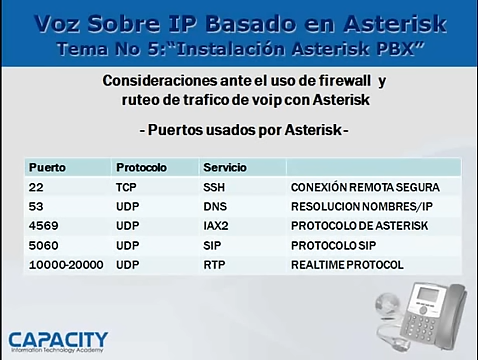 Voz Sobre IP Basado en Asterisk
Tema No 5:“Instalación Asterisk PBX”
Consideraciones ante el uso de firewall y
ruteo de trafico de voip con Asterisk
- Puertos usados por Asterisk-
Puerto Protocolo Servicio
22 TCP SSH CONEXIÓN REMOTA SEGURA
53 UDP DNS RESOLUCION NOMBRES/IP
4569 UDP IAX2 PROTOCOLO DE ASTERISK
5060 UDP SIP PROTOCOLO SIP
10000-20000 UDP RTP REALTIME PROTOCOL
CAPACITY
Information Technology Academy